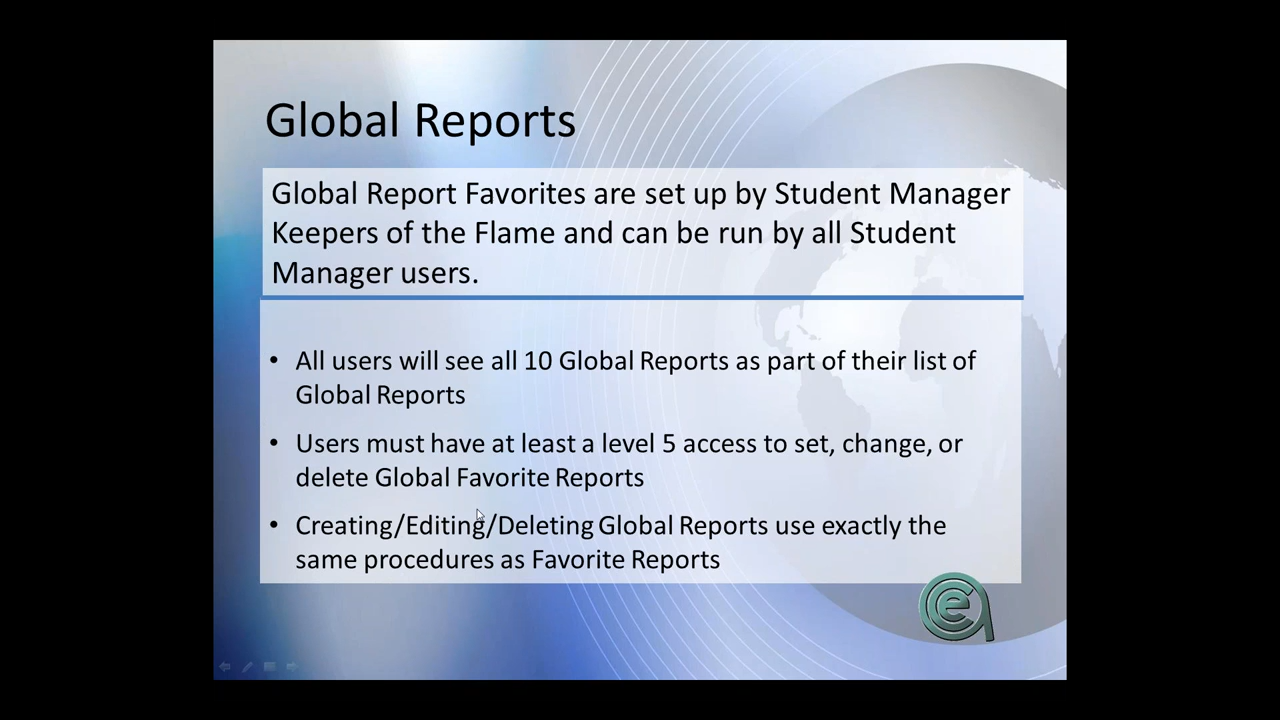 Global Reports
Global Report Favorites are set up by Student Manager
Keepers of the Flame and can be run by all Student
Manager users.
• All users will see all 10 Global Reports as part of their list of
Global Reports
• Users must have at least a level 5 access to set, change, or
delete Global Favorite Reports
• Creating/Editing/Deleting Global Reports use exactly the
same procedures as Favorite Reports